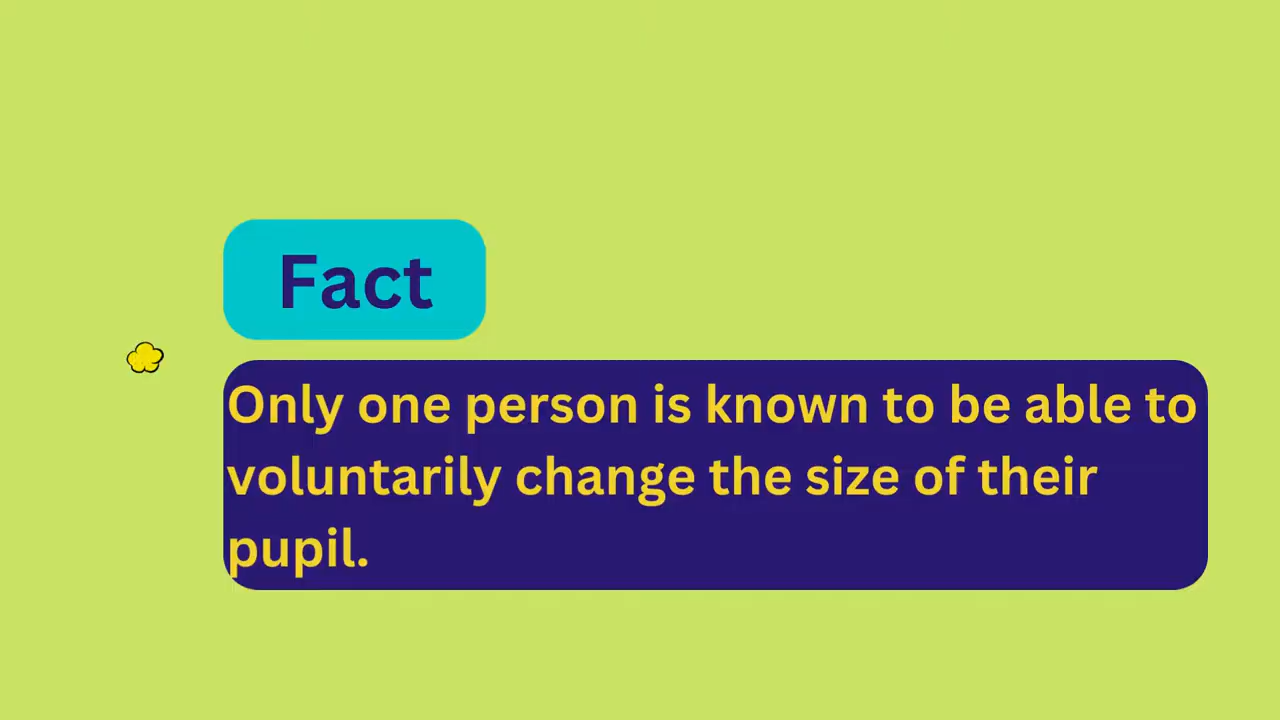 Fact
Only one person is known to be able to
voluntarily change the size of their
pupil.